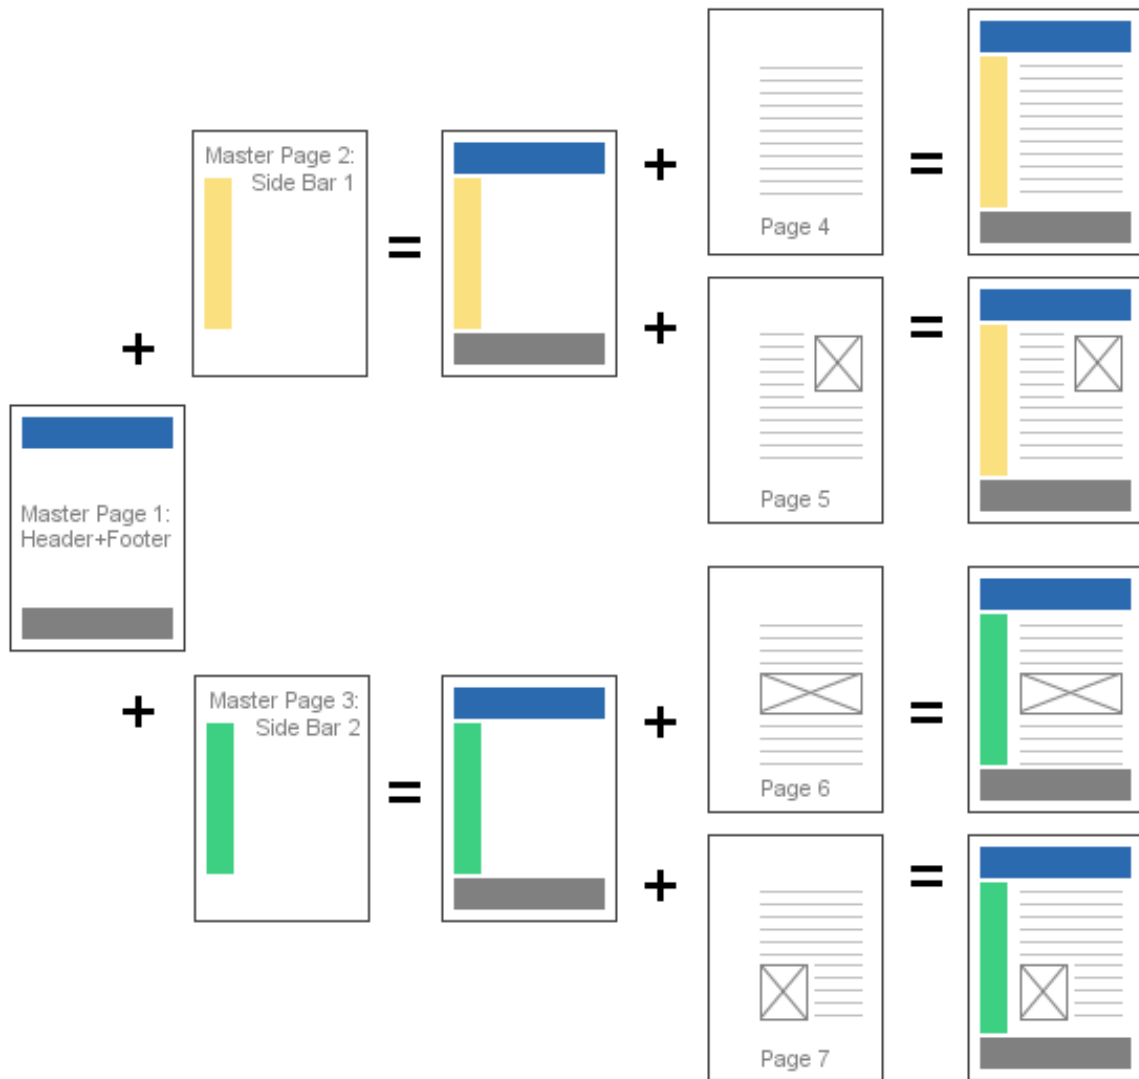 Master Page 1:
Header+Footer
Master Page 2:
Side Bar 1
Page 4
Page 5
Master Page 3:
Side Bar 2
Page 6
Page 7